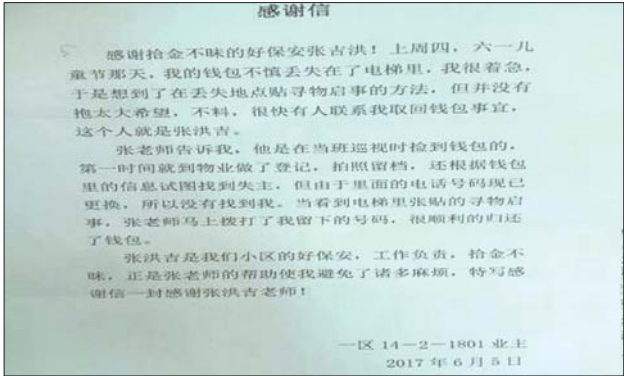 感谢信
感谢拾金不昧的好保安张吉洪！上周四，六一儿
童节那天，我的钱包不慎丢失在了电梯里，我很着急，
于是想到了在丢失地点贴寻物启事的方法，但并没有
抱太大希望，不料，很快有人联系我取回钱包事宜，
这个人就是张洪吉。
张老师告诉我，他是在当班巡视时捡到钱包的，
第一时间就到物业做了登记，拍照留档，还根据钱包
里的信息试图找到失主，但由于里面的电话号码现已
更换，所以没有找到我。当看到电梯里张贴的寻物启
事，张老师马上拨打了我留下的号码，很顺利的归还
了钱包。
张洪吉是我们小区的好保安，工作负责，拾金不
昧，正是张老师的帮助使我避免了诸多麻烦，特写感
谢信一封感谢张洪吉老师！
一区 14－2－1801 业主
2017 年 6 月 5 日